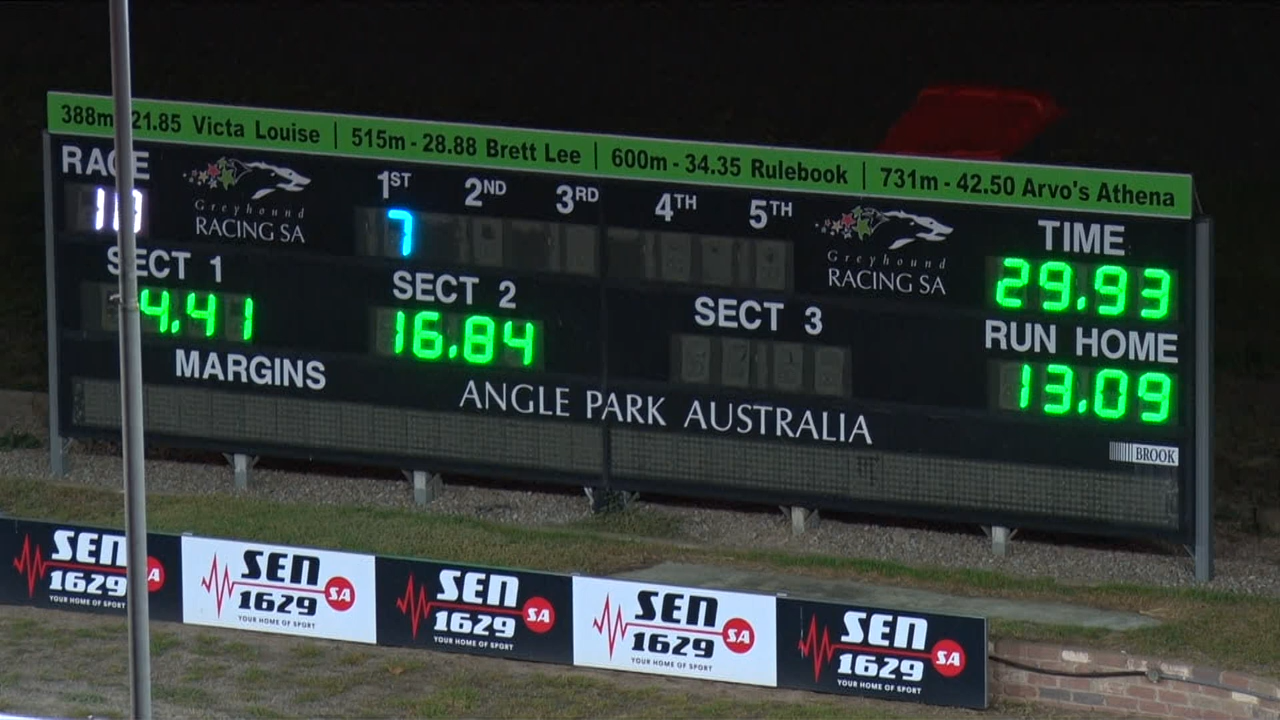 388m 21.85 Victa Louise | 515m - 28.88 Brett Lee | 600m - 34.35 Rulebook | 731m - 42.50 Arvo's Athena
RACE
10
Greyhound
RACING SA
1ST 2ND 3RD 4TH 5TH
7
Greyhound
RACING SA
TIME
29.93
SECT 1
4.41
SECT 2
16.84
SECT 3
RUN HOME
13.09
MARGINS
ANGLE PARK AUSTRALIA
BROOK
SEN
1629 SA
YOUR HOME OF SPORT
SEN
1629 SA
YOUR HOME OF SPORT
SEN
1629 SA
YOUR HOME OF SPORT
SEN
1629 SA
YOUR HOME OF SPORT
SEN
1629 SA
YOUR HOME OF SPORT